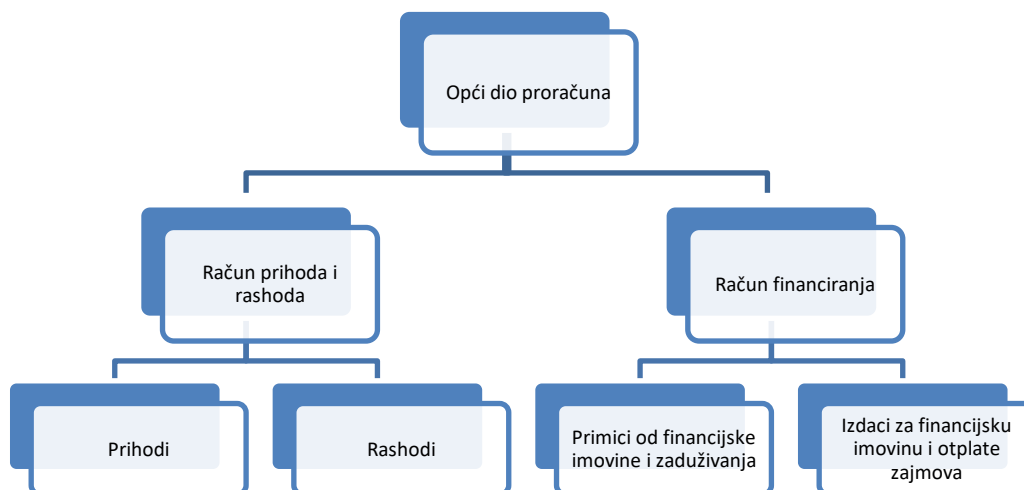 Opći dio proračuna
Račun prihoda i
rashoda
Račun financiranja
Prihodi
Rashodi
Primici od financijske
imovine i zaduživanja
Izdaci za financijsku
imovinu i otplate
zajmova